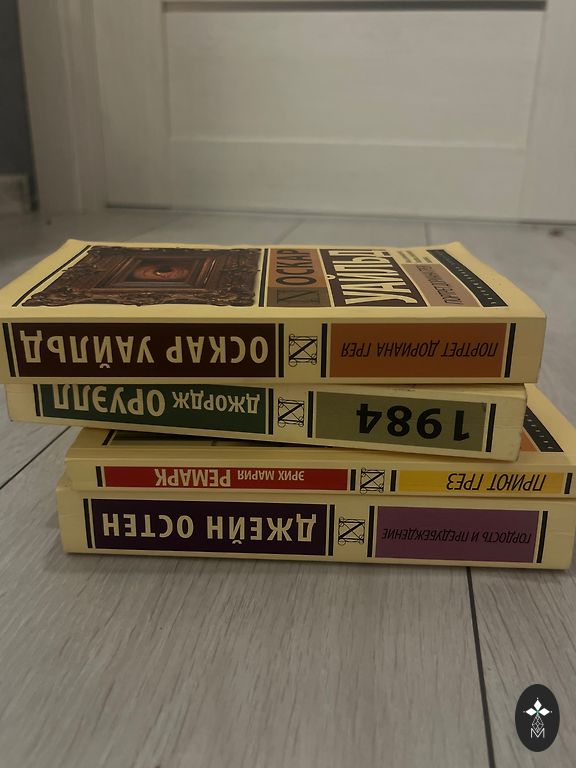 ОСКАР
УАЙЛЬД
ОСКАР УАЙЛЬД
ПОРТРЕТ ДОРИАНА ГРЕЯ
ДЖОРДЖ ОРУЭЛЛ
1984
ЭРИХ МАРИЯ РЕМАРК
ПРИЮТ ГРЕЗ
ДЖЕЙН ОСТЕН
ГОРДОСТЬ И ПРЕДУБЕЖДЕНИЕ
M